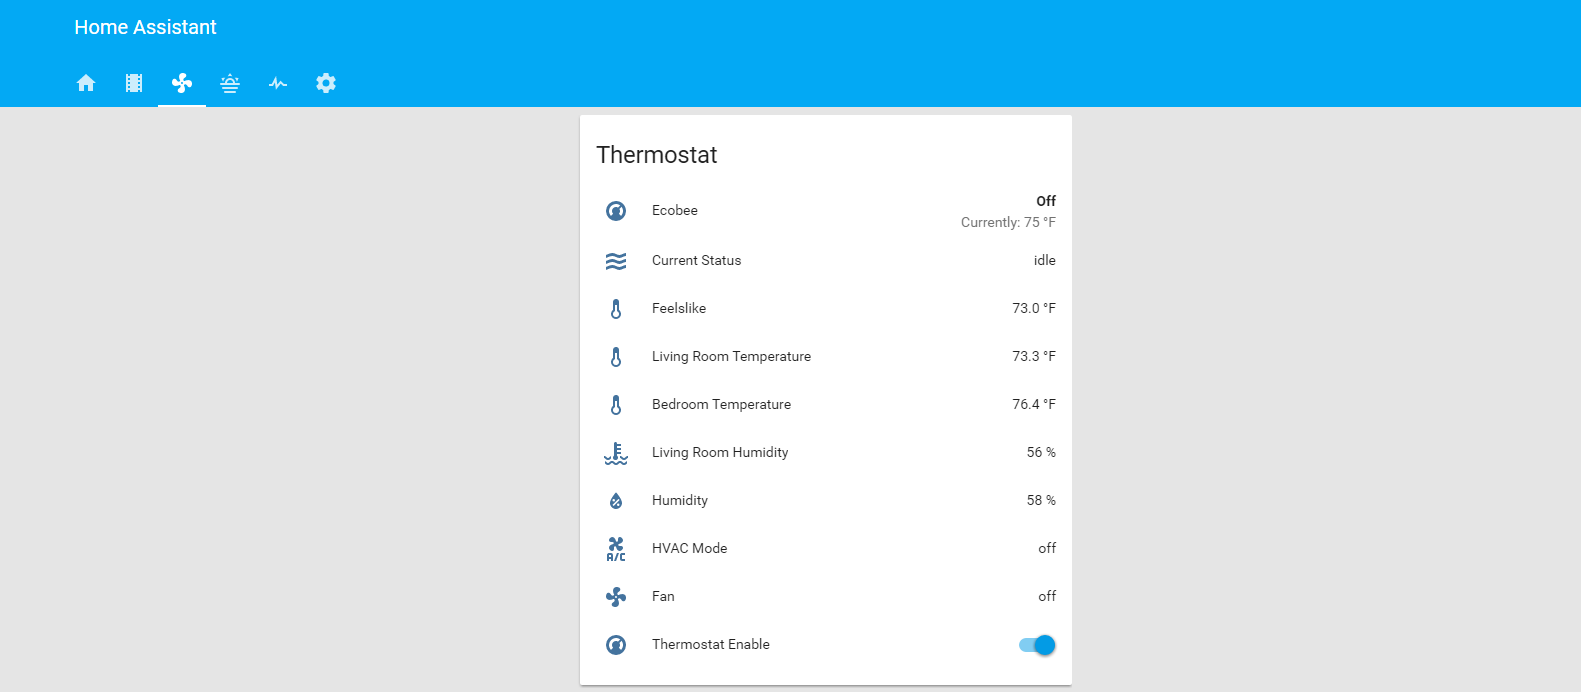 Home Assistant
Thermostat
Ecobee Off
Currently: 75 °F
Current Status idle
Feelslike 73.0 °F
Living Room Temperature 73.3 °F
Bedroom Temperature 76.4 °F
Living Room Humidity 56 %
Humidity 58 %
A/C HVAC Mode off
Fan off
Thermostat Enable